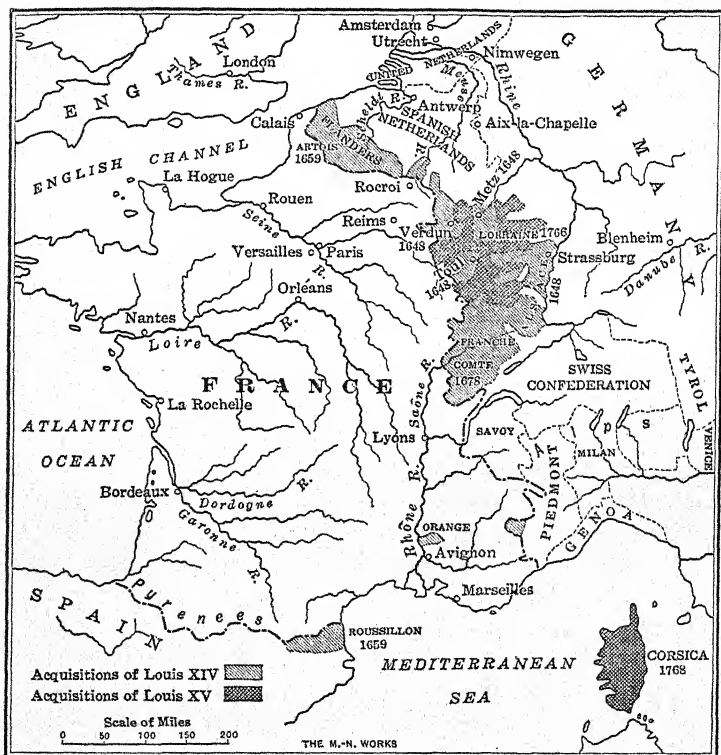 Amsterdam
Utrecht
Nimwegen
UNITED NETHERLANDS
ENGLAND
London
Thames R.
GERMANY
Rhine
Meuse R.
Scheldt R.
Antwerp
SPANISH
NETHERLANDS
Aix-la-Chapelle
Calais
FLANDERS
ARTOIS
1659
ENGLISH CHANNEL
La Hogue
Rocroi
Metz 1648
Rouen
Seine R.
Reims
Verdun
1648
LORRAINE 1766
Toul
1648
ALSACE
1648
Strassburg
Blenheim
Danube R.
Versailles
Paris
Orléans
Nantes
Loire R.
FRANCHE
COMTÉ
1678
SWISS
CONFEDERATION
TYROL
FRANCE
Saône R.
La Rochelle
ATLANTIC
OCEAN
Lyons
SAVOY
Alps
MILAN
VENICE
PIEDMONT
GENOA
Bordeaux
Dordogne R.
Garonne R.
Rhône R.
ORANGE
Avignon
Marseilles
SPAIN
Pyrenees
ROUSSILLON
1659
MEDITERRANEAN
SEA
CORSICA
1768
Acquisitions of Louis XIV
Acquisitions of Louis XV
Scale of Miles
0 50 100 150 200
THE M.-N. WORKS